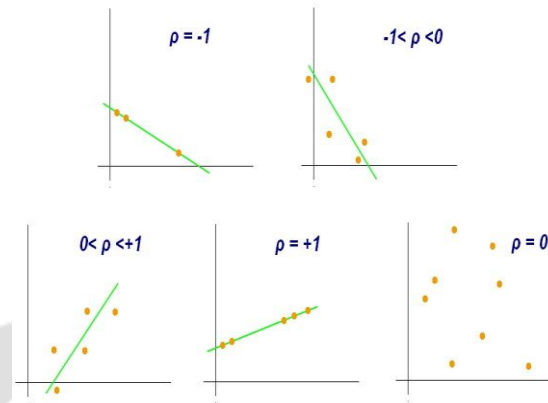 ρ = -1
-1< ρ <0
0< ρ <+1
ρ = +1
ρ = 0